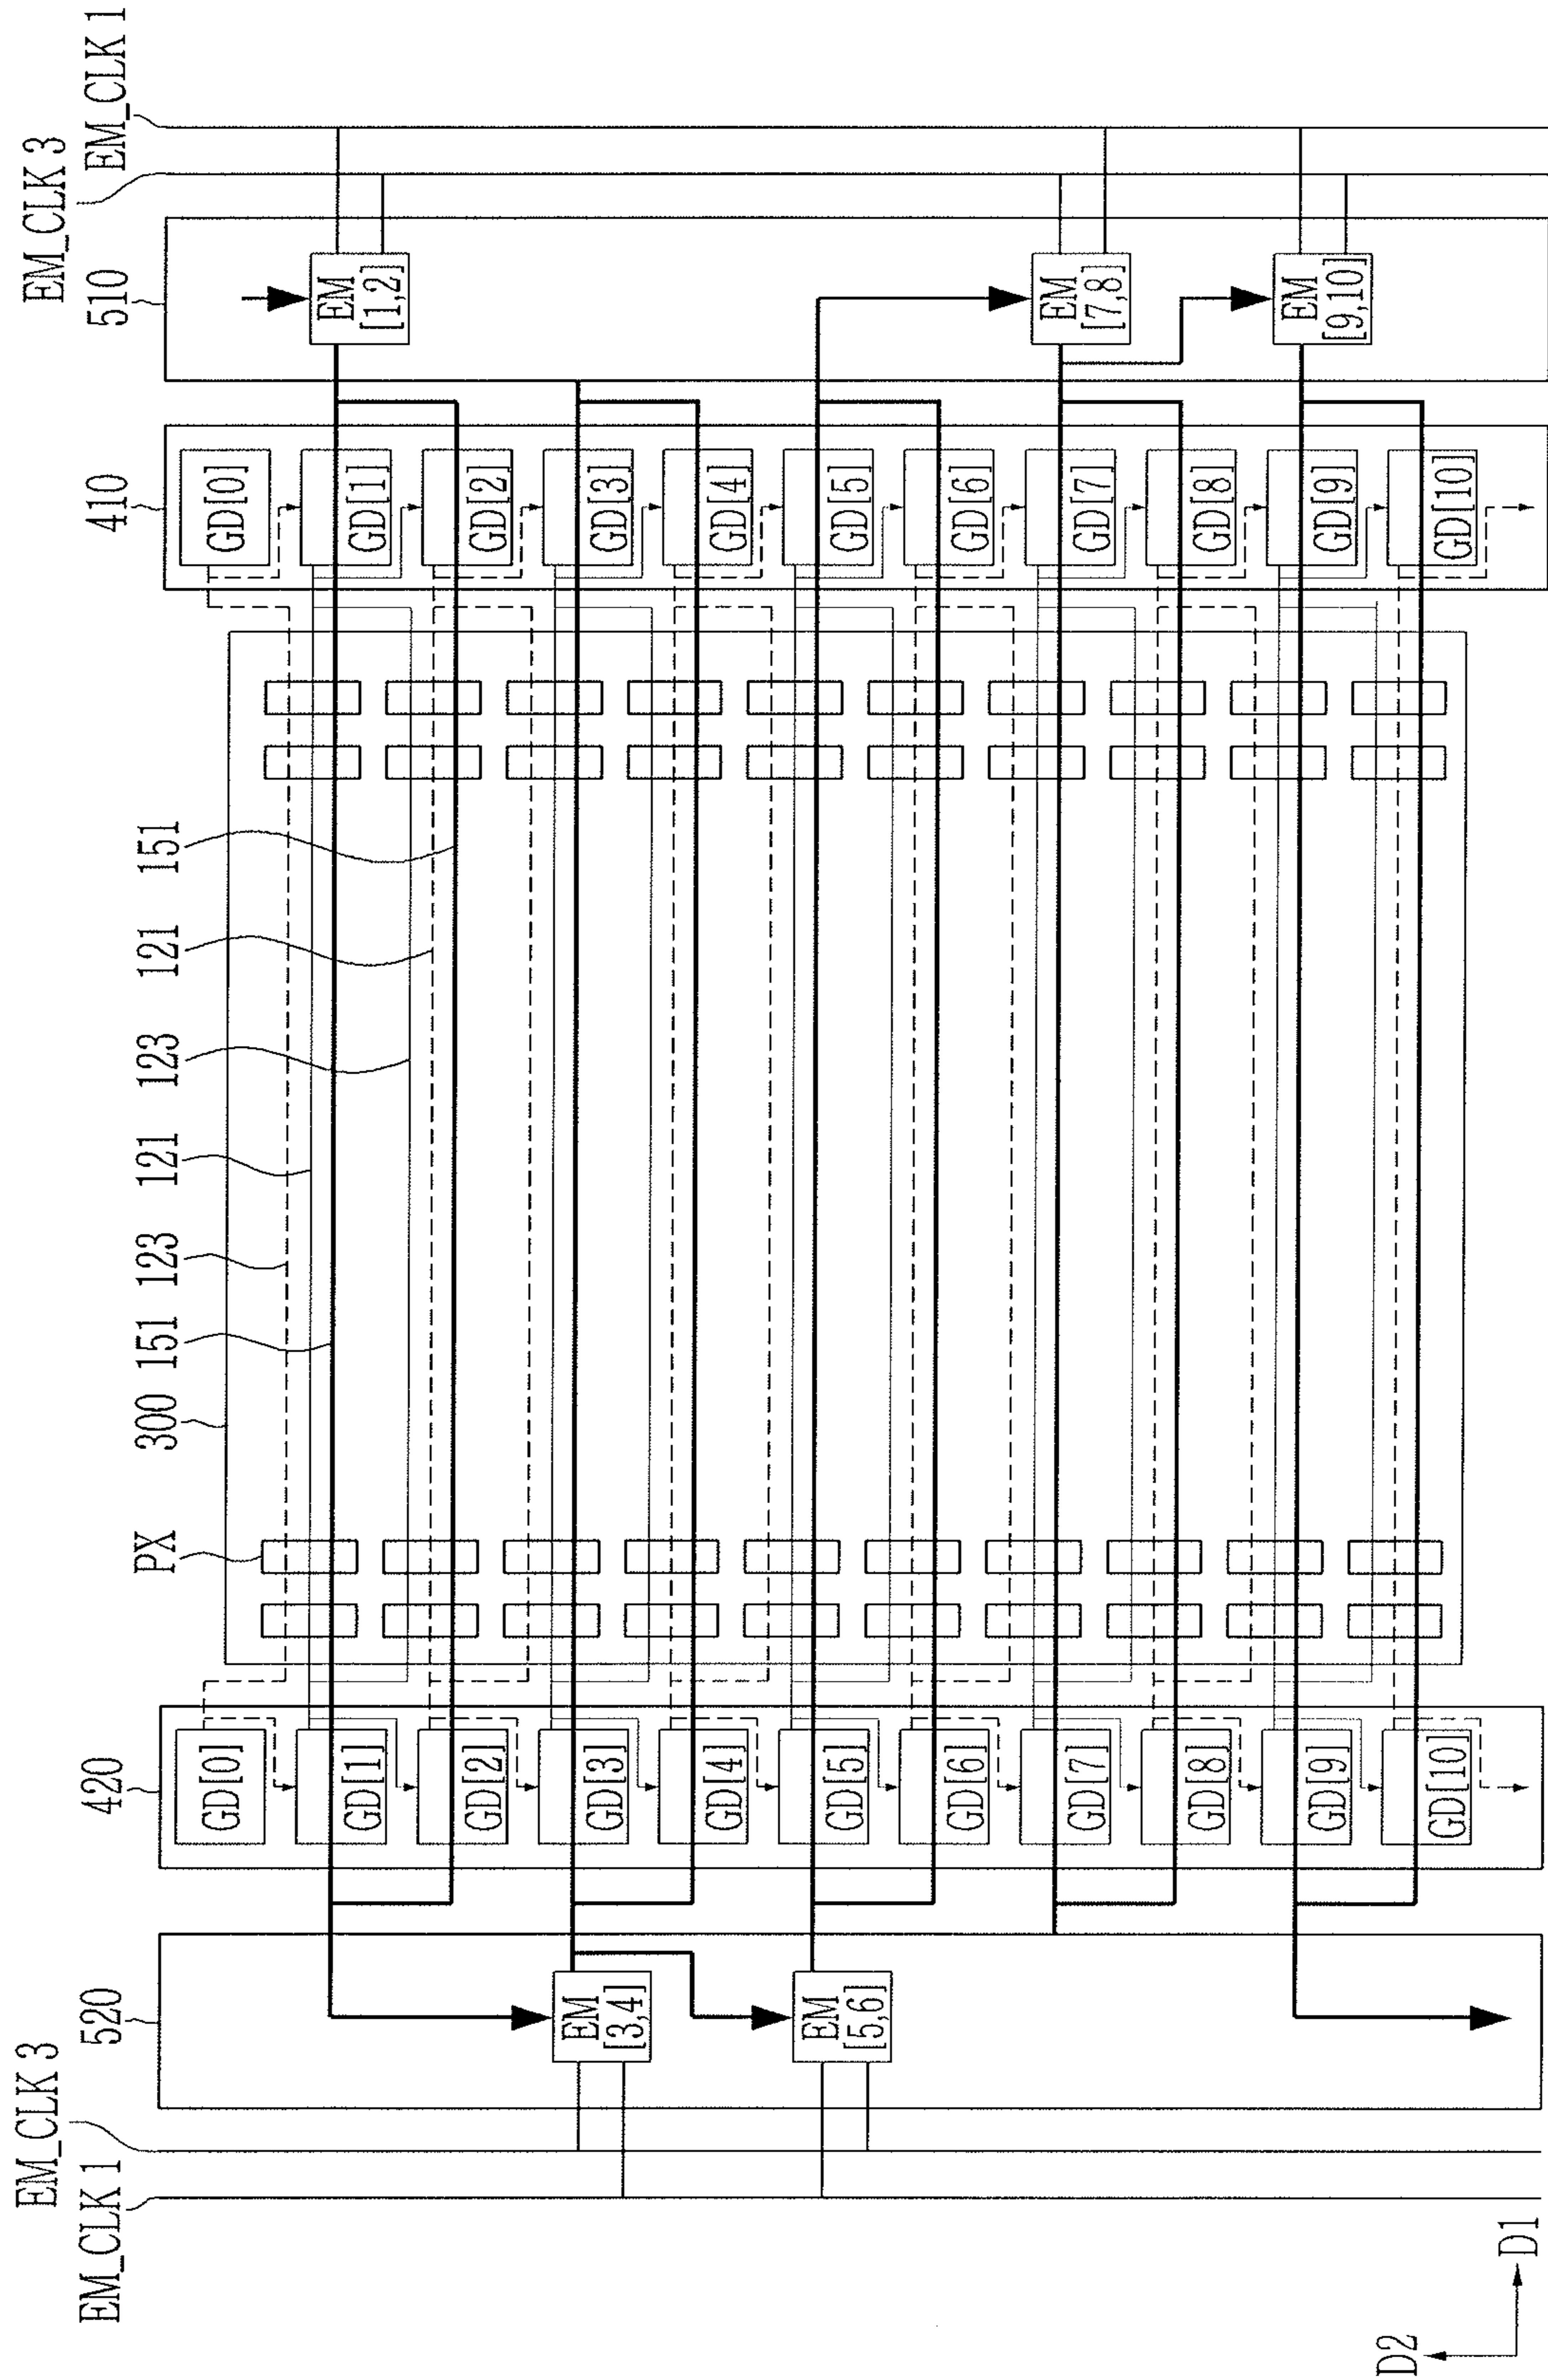 EM_CLK 3
EM_CLK 3
EM_CLK 1
520
420
510
410
EM_CLK 1
PX
300
151
123
121
123
121
151
GD[0]
GD[0]
GD[1]
GD[1]
EM
[1,2]
GD[2]
GD[2]
EM
[3,4]
GD[3]
GD[3]
GD[4]
GD[4]
EM
[5,6]
GD[5]
GD[5]
GD[6]
GD[6]
GD[7]
GD[7]
EM
[7,8]
GD[8]
GD[8]
GD[9]
GD[9]
EM
[9,10]
GD[10]
GD[10]
D2
D1